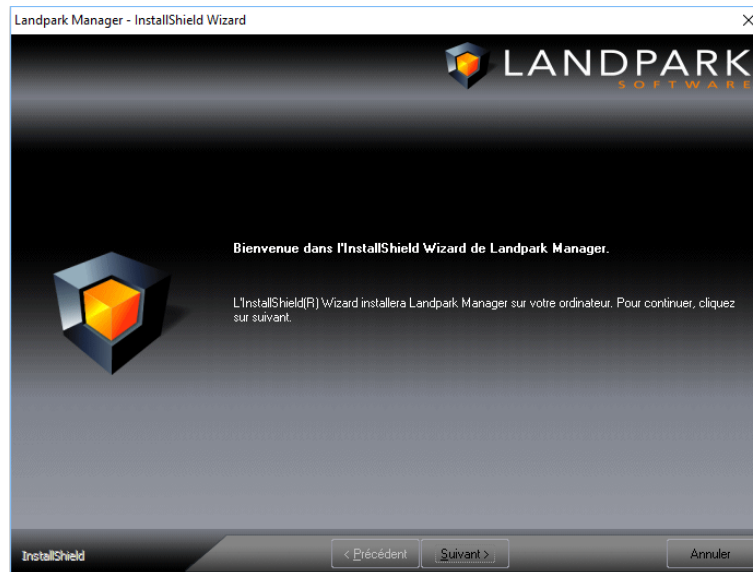 Landpark Manager - InstallShield Wizard
LANDPARK
SOFTWARE
Bienvenue dans l'InstallShield Wizard de Landpark Manager.
L'InstallShield(R) Wizard installera Landpark Manager sur votre ordinateur. Pour continuer, cliquez
sur suivant.
InstallShield
< Précédent
Suivant >
Annuler